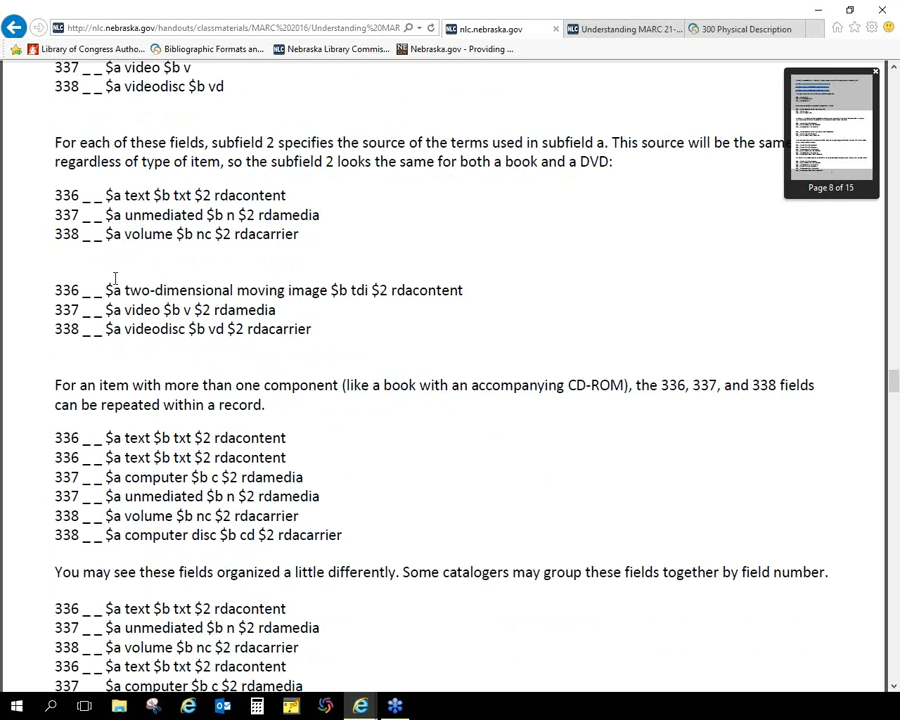 http://nlc.nebraska.gov/handouts/classmaterials/MARC%202016/Understanding%20MAR
nlc.nebraska.gov
Understanding MARC 21-...
300 Physical Description
Library of Congress Autho...
Bibliographic Formats an...
Nebraska Library Commiss...
Nebraska.gov - Providing ...
337 _ _ $a video $b v
338 _ _ $a videodisc $b vd
For each of these fields, subfield 2 specifies the source of the terms used in subfield a. This source will be the same
regardless of type of item, so the subfield 2 looks the same for both a book and a DVD:
336 _ _ $a text $b txt $2 rdacontent
337 _ _ $a unmediated $b n $2 rdamedia
338 _ _ $a volume $b nc $2 rdacarrier
336 _ _ $a two-dimensional moving image $b tdi $2 rdacontent
337 _ _ $a video $b v $2 rdamedia
338 _ _ $a videodisc $b vd $2 rdacarrier
For an item with more than one component (like a book with an accompanying CD-ROM), the 336, 337, and 338 fields
can be repeated within a record.
336 _ _ $a text $b txt $2 rdacontent
336 _ _ $a text $b txt $2 rdacontent
337 _ _ $a computer $b c $2 rdamedia
337 _ _ $a unmediated $b n $2 rdamedia
338 _ _ $a volume $b nc $2 rdacarrier
338 _ _ $a computer disc $b cd $2 rdacarrier
You may see these fields organized a little differently. Some catalogers may group these fields together by field number.
336 _ _ $a text $b txt $2 rdacontent
337 _ _ $a unmediated $b n $2 rdamedia
338 _ _ $a volume $b nc $2 rdacarrier
336 _ _ $a text $b txt $2 rdacontent
337 _ _ $a computer $b c $2 rdamedia
Page 8 of 15